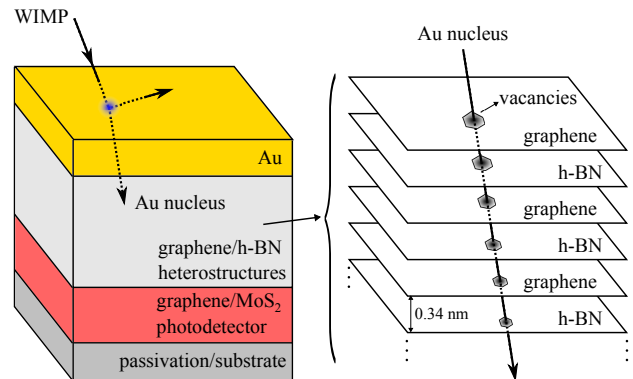 WIMP
Au
Au nucleus
graphene/h-BN
heterostructures
graphene/MoS₂
photodetector
passivation/substrate
Au nucleus
vacancies
graphene
h-BN
graphene
h-BN
graphene
0.34 nm
h-BN